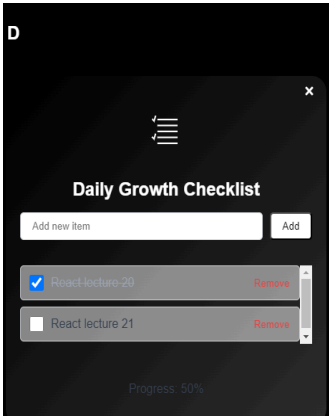 D
×
Daily Growth Checklist
Add new item Add
React lecture 20 Remove
React lecture 21 Remove
Progress: 50%